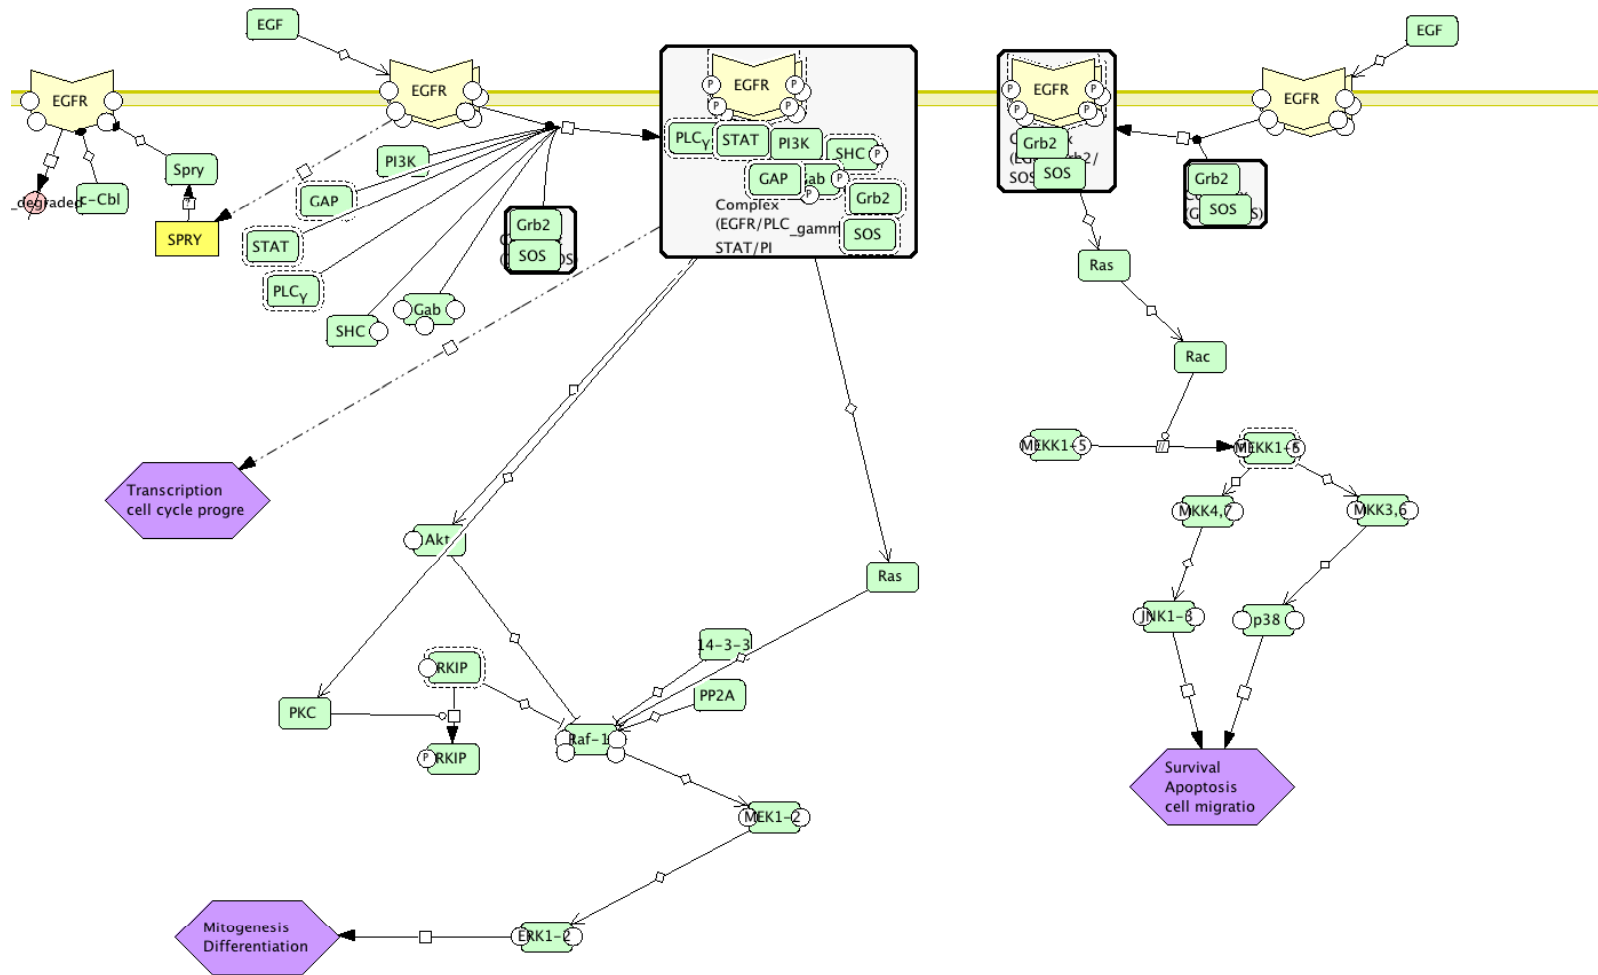 EGF
EGFR
EGFR
EGFR
EGFR
EGFR
EGF
P
P
P
P
P
P
P
P
PLCγ
STAT
PI3K
SHC
P
GAP
ab
P
P
Grb2
SOS
Complex
(EGFR/PLC_gamm
STAT/PI
Grb2
SOS
SOS
Grb2
SOS
Spry
_degraded
c-Cbl
SPRY
PI3K
GAP
STAT
PLCγ
SHC
Gab
Grb2
SOS
Ras
Rac
MEKK1-5
MEKK1-5
MKK4,7
MKK3,6
JNK1-3
p38
Survival
Apoptosis
cell migratio
Transcription
cell cycle progre
Akt
Ras
14-3-3
RKIP
PP2A
PKC
Raf-1
P
RKIP
MEK1-2
ERK1-2
Mitogenesis
Differentiation